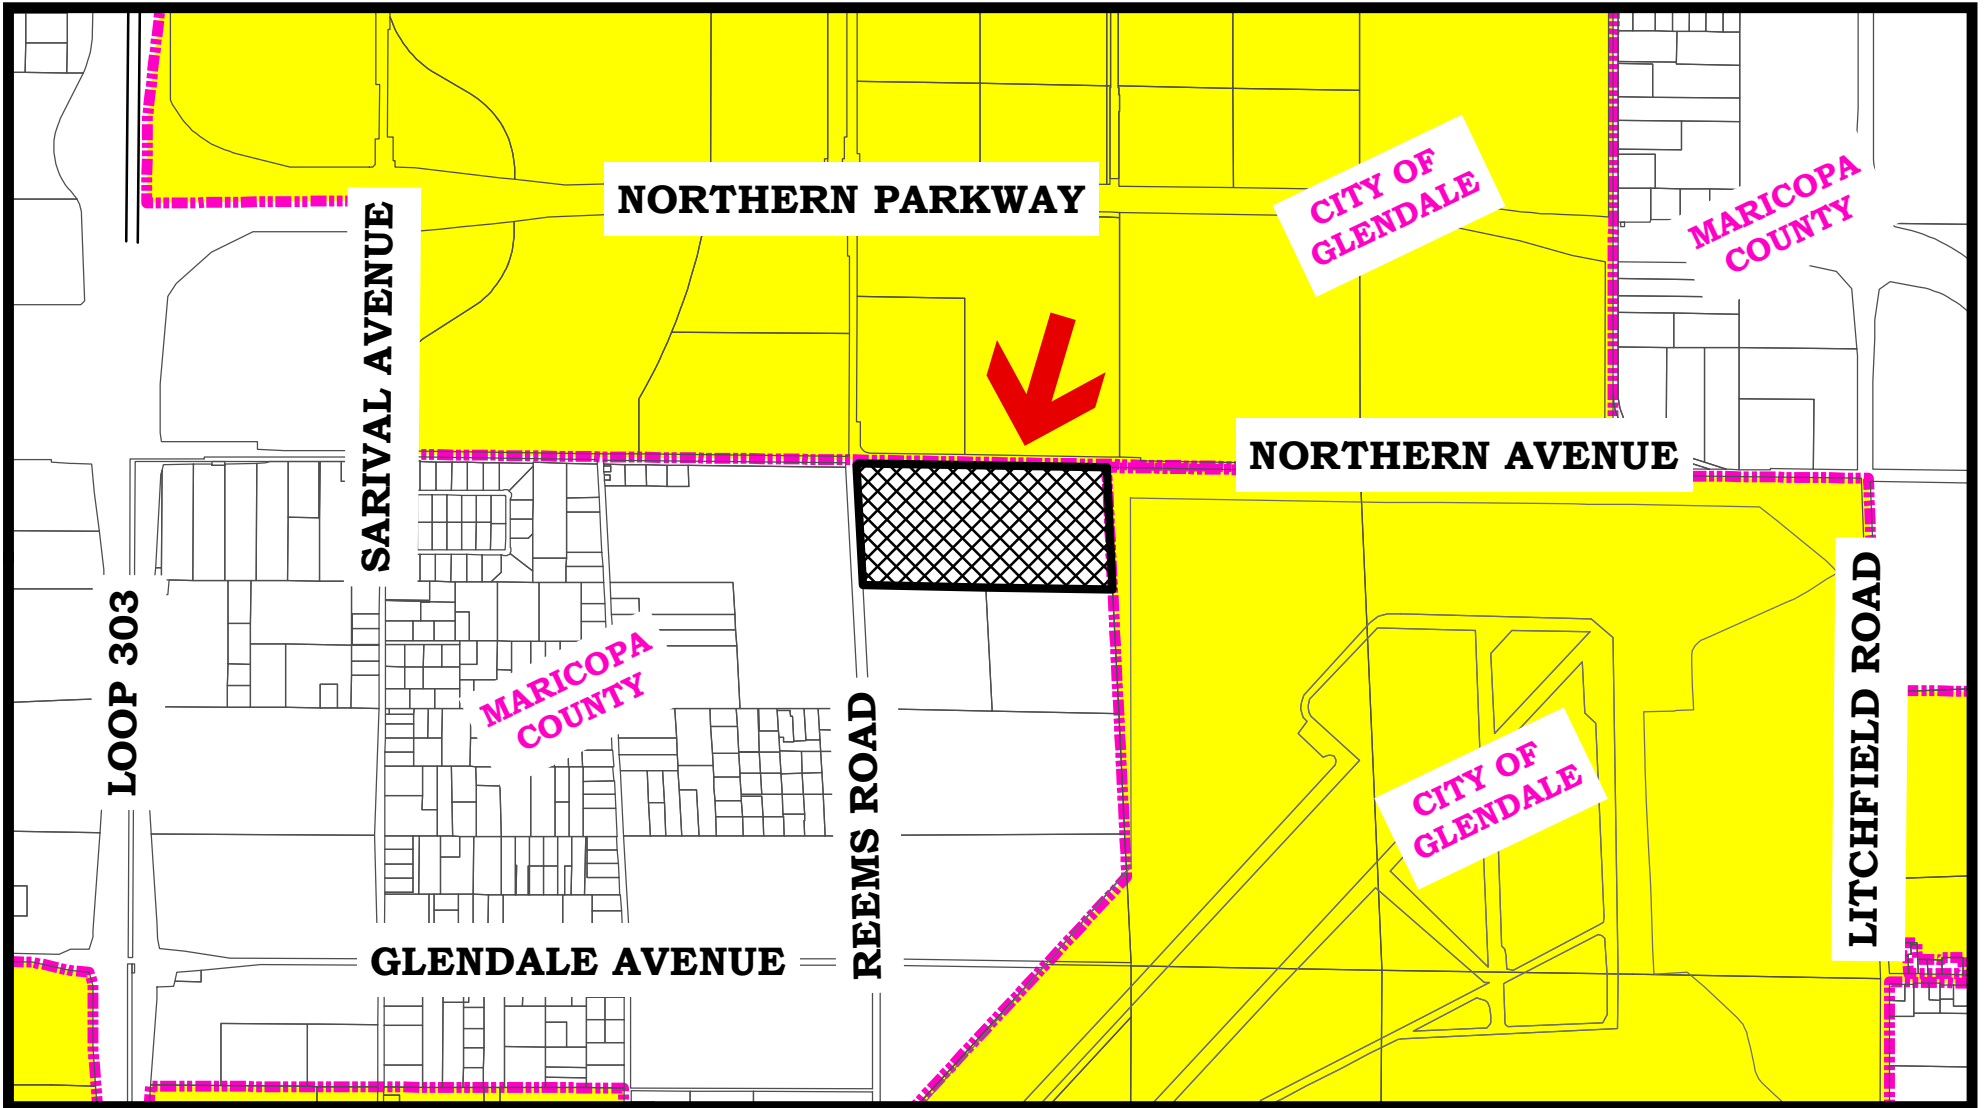 NORTHERN PARKWAY
CITY OF
GLENDALE
MARICOPA
COUNTY
SARIVAL AVENUE
NORTHERN AVENUE
LOOP 303
MARICOPA
COUNTY
REEMS ROAD
CITY OF
GLENDALE
LITCHFIELD ROAD
GLENDALE AVENUE